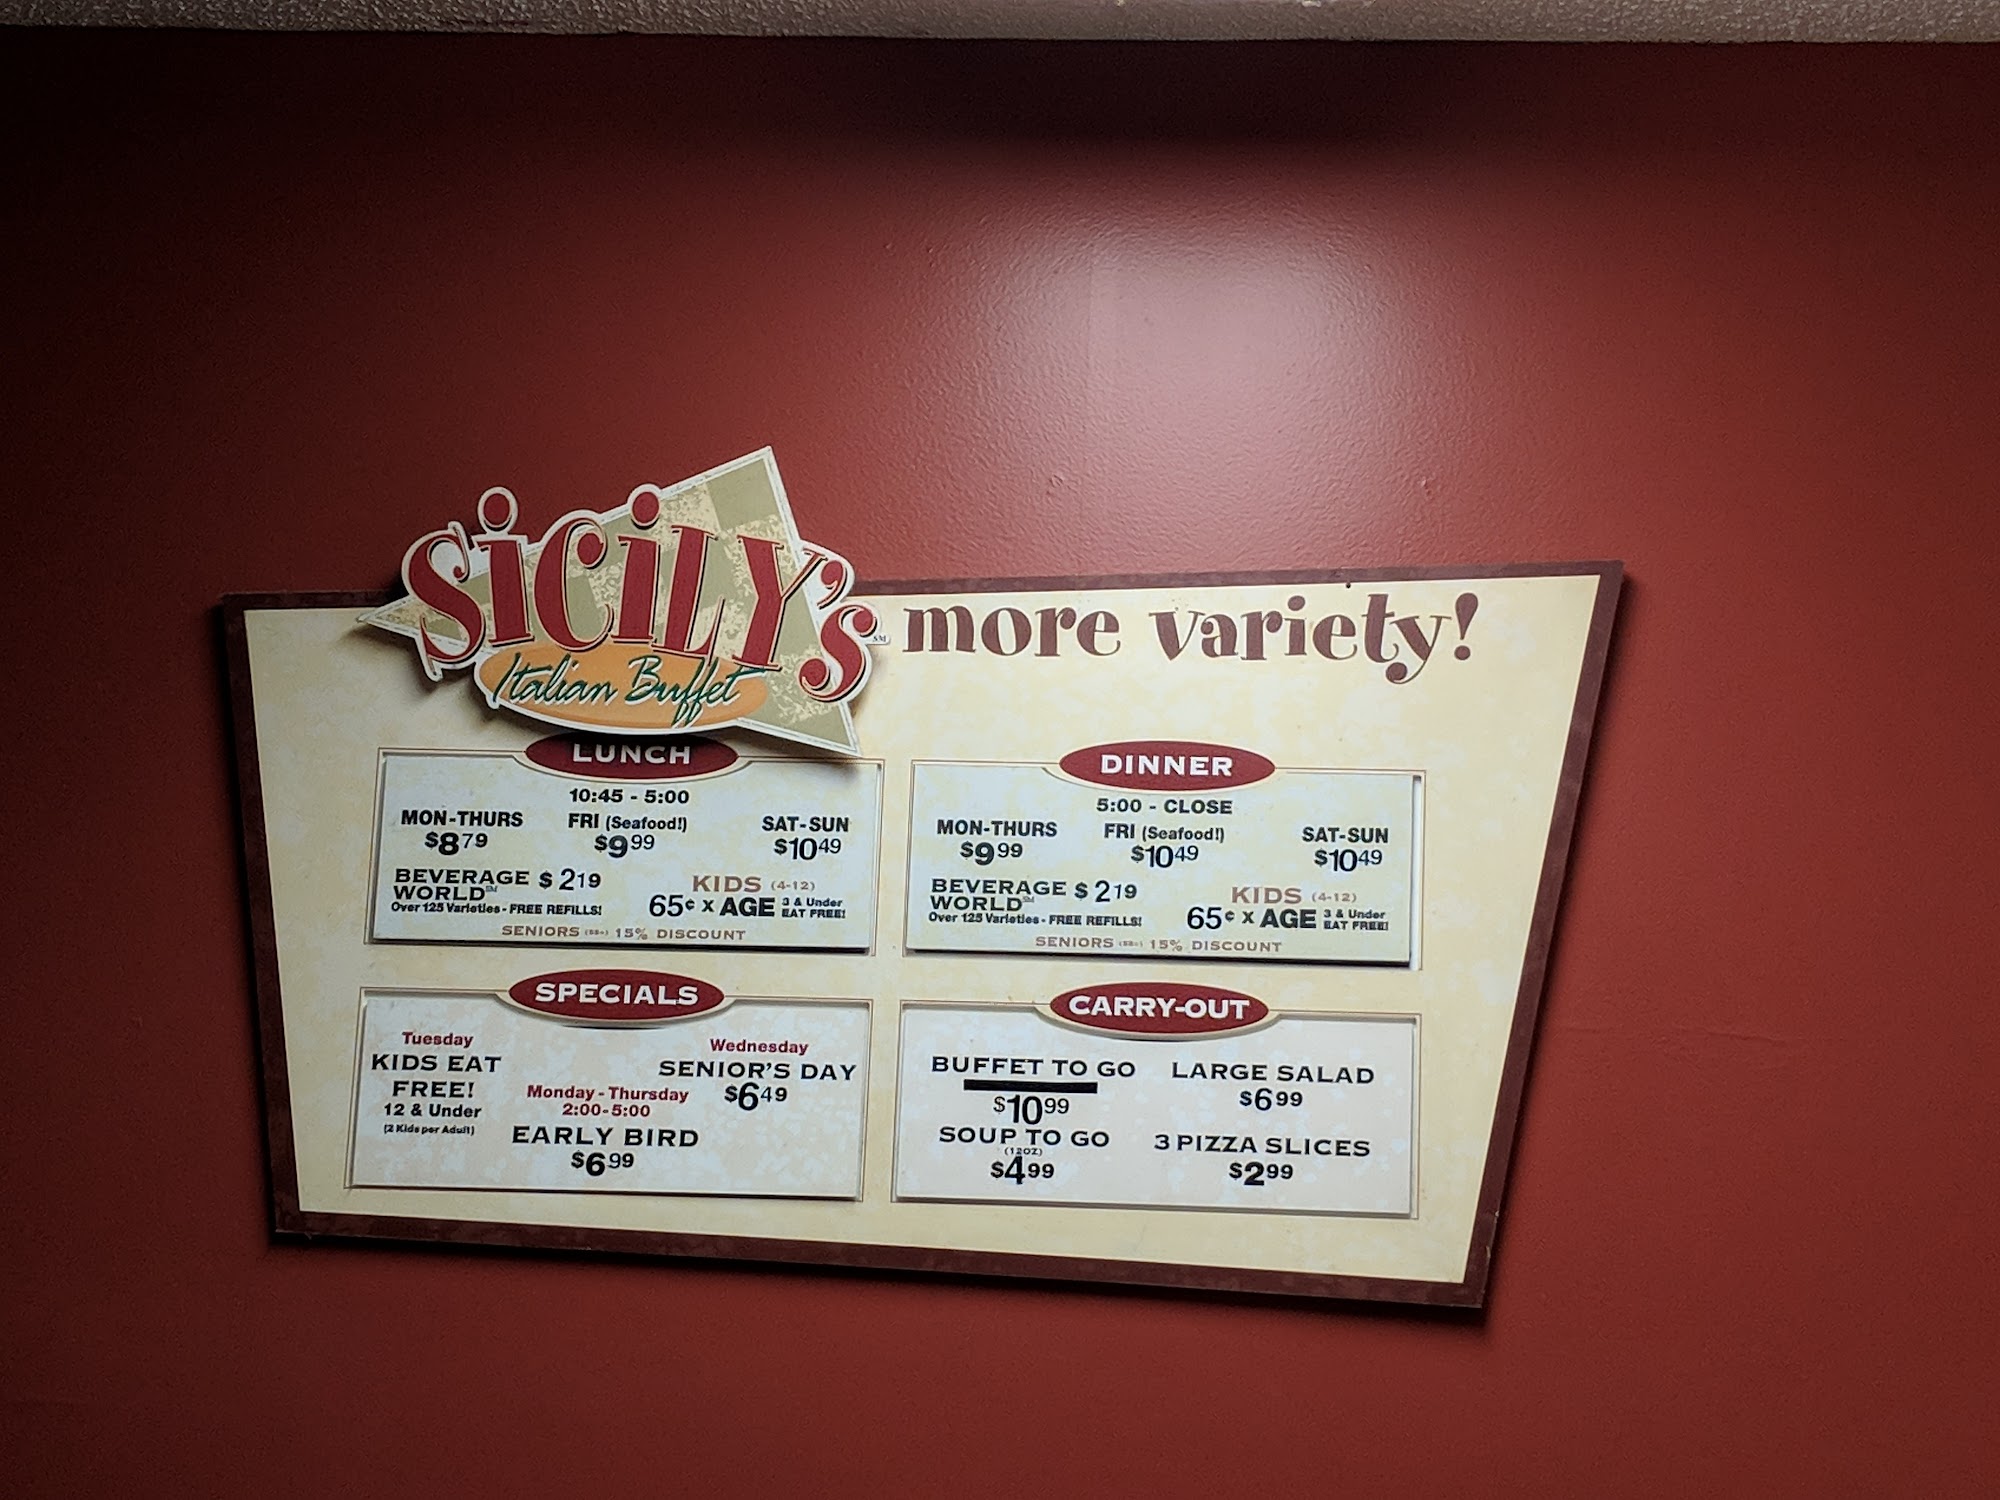 SiCiLY's SM
Italian Buffet
more variety!
LUNCH
10:45 - 5:00
MON-THURS FRI (Seafood!) SAT-SUN
$8 79 $9 99 $10 49
BEVERAGE WORLD SM $ 2 19
Over 125 Varieties - FREE REFILLS!
KIDS (4-12)
65¢ X AGE 3 & Under EAT FREE!
SENIORS 15% DISCOUNT
DINNER
5:00 - CLOSE
MON-THURS FRI (Seafood!) SAT-SUN
$9 99 $10 49 $10 49
BEVERAGE WORLD SM $ 2 19
Over 125 Varieties - FREE REFILLS!
KIDS (4-12)
65¢ X AGE 3 & Under EAT FREE!
SENIORS 15% DISCOUNT
SPECIALS
Tuesday
KIDS EAT
FREE!
12 & Under
(2 Kids per Adult)
Monday - Thursday
2:00-5:00
EARLY BIRD
$6 99
Wednesday
SENIOR'S DAY
$6 49
CARRY-OUT
BUFFET TO GO
$10 99
SOUP TO GO
(12OZ)
$4 99
LARGE SALAD
$6 99
3 PIZZA SLICES
$2 99